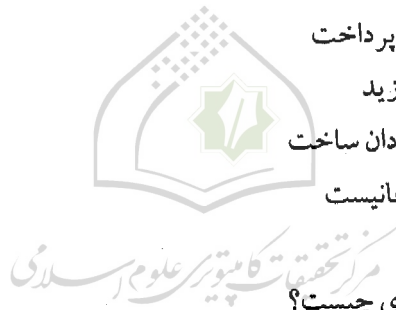 پرداخت
زید
دان ساخت
انیست
مرکز تحقیقات کامپیوتری علوم اسلامی
ی چیست؟